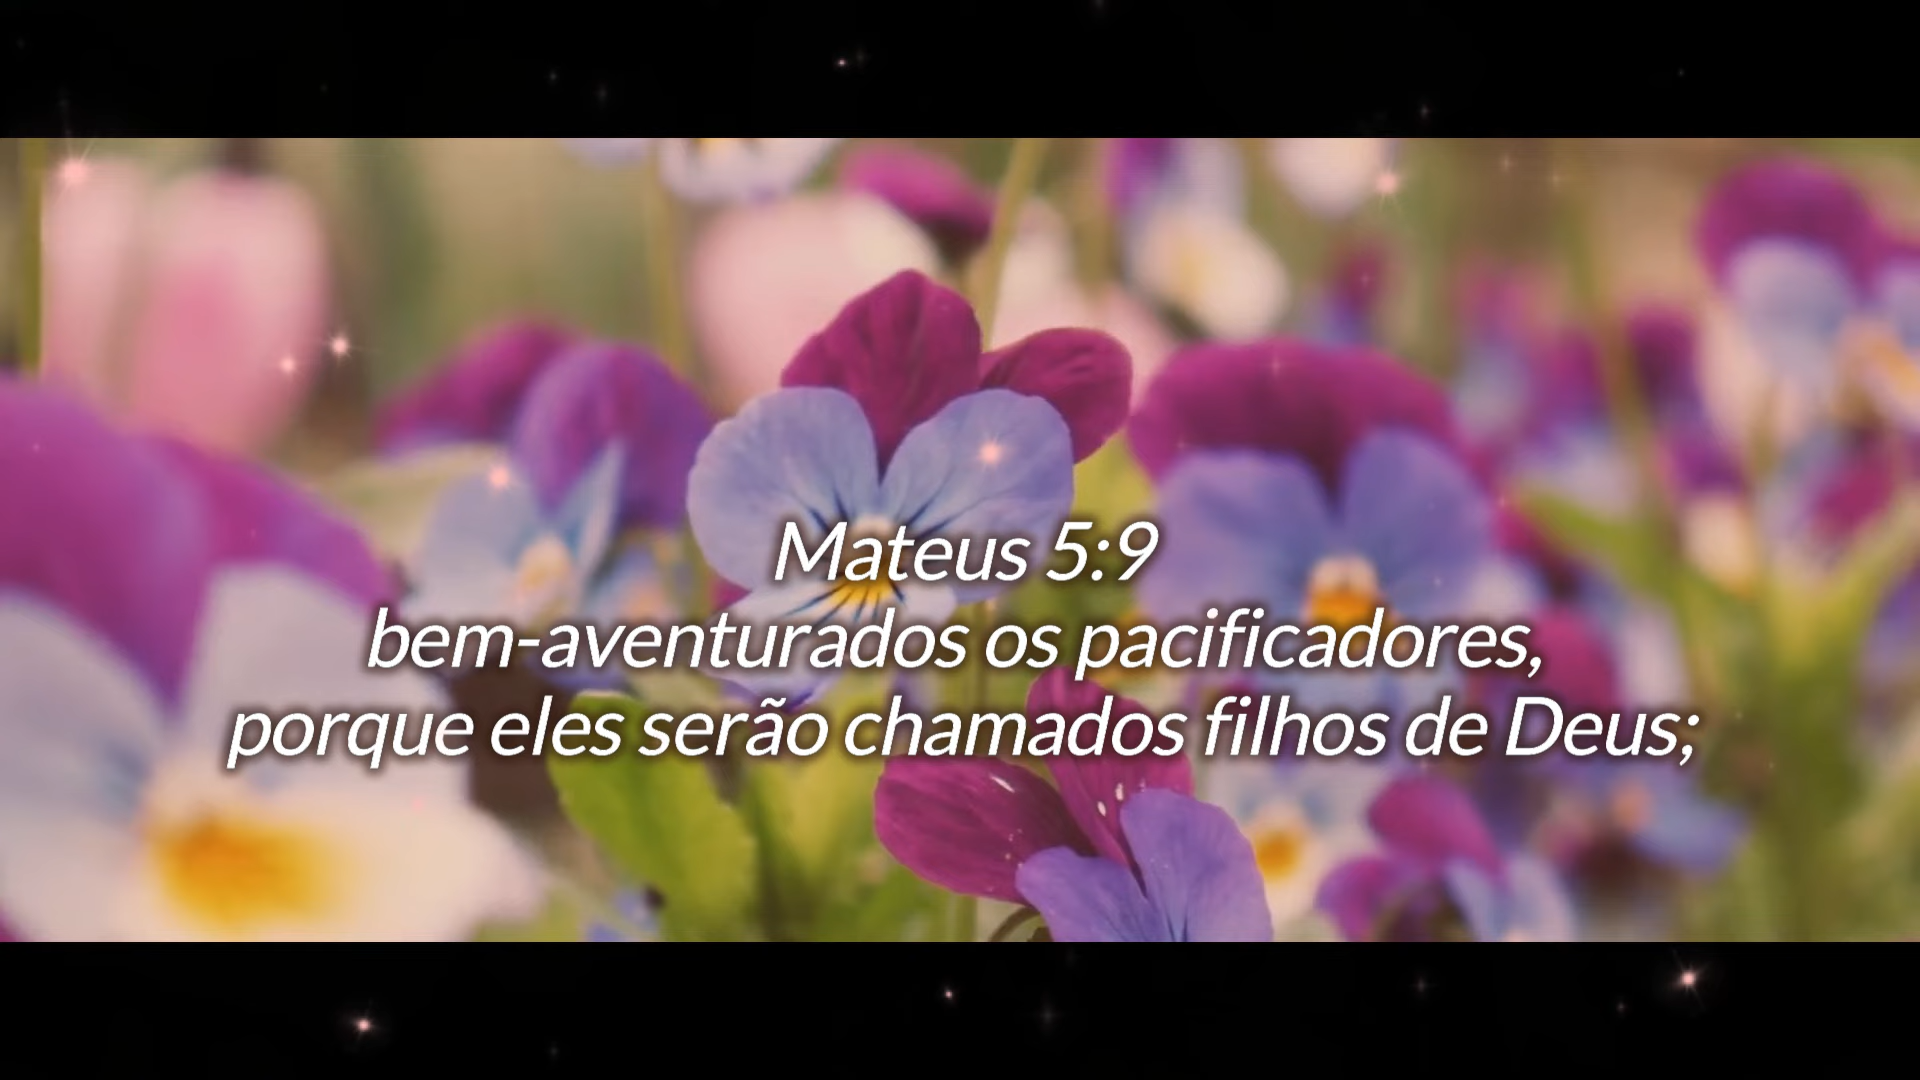 Mateus 5:9
bem-aventurados os pacificadores,
porque eles serão chamados filhos de Deus;